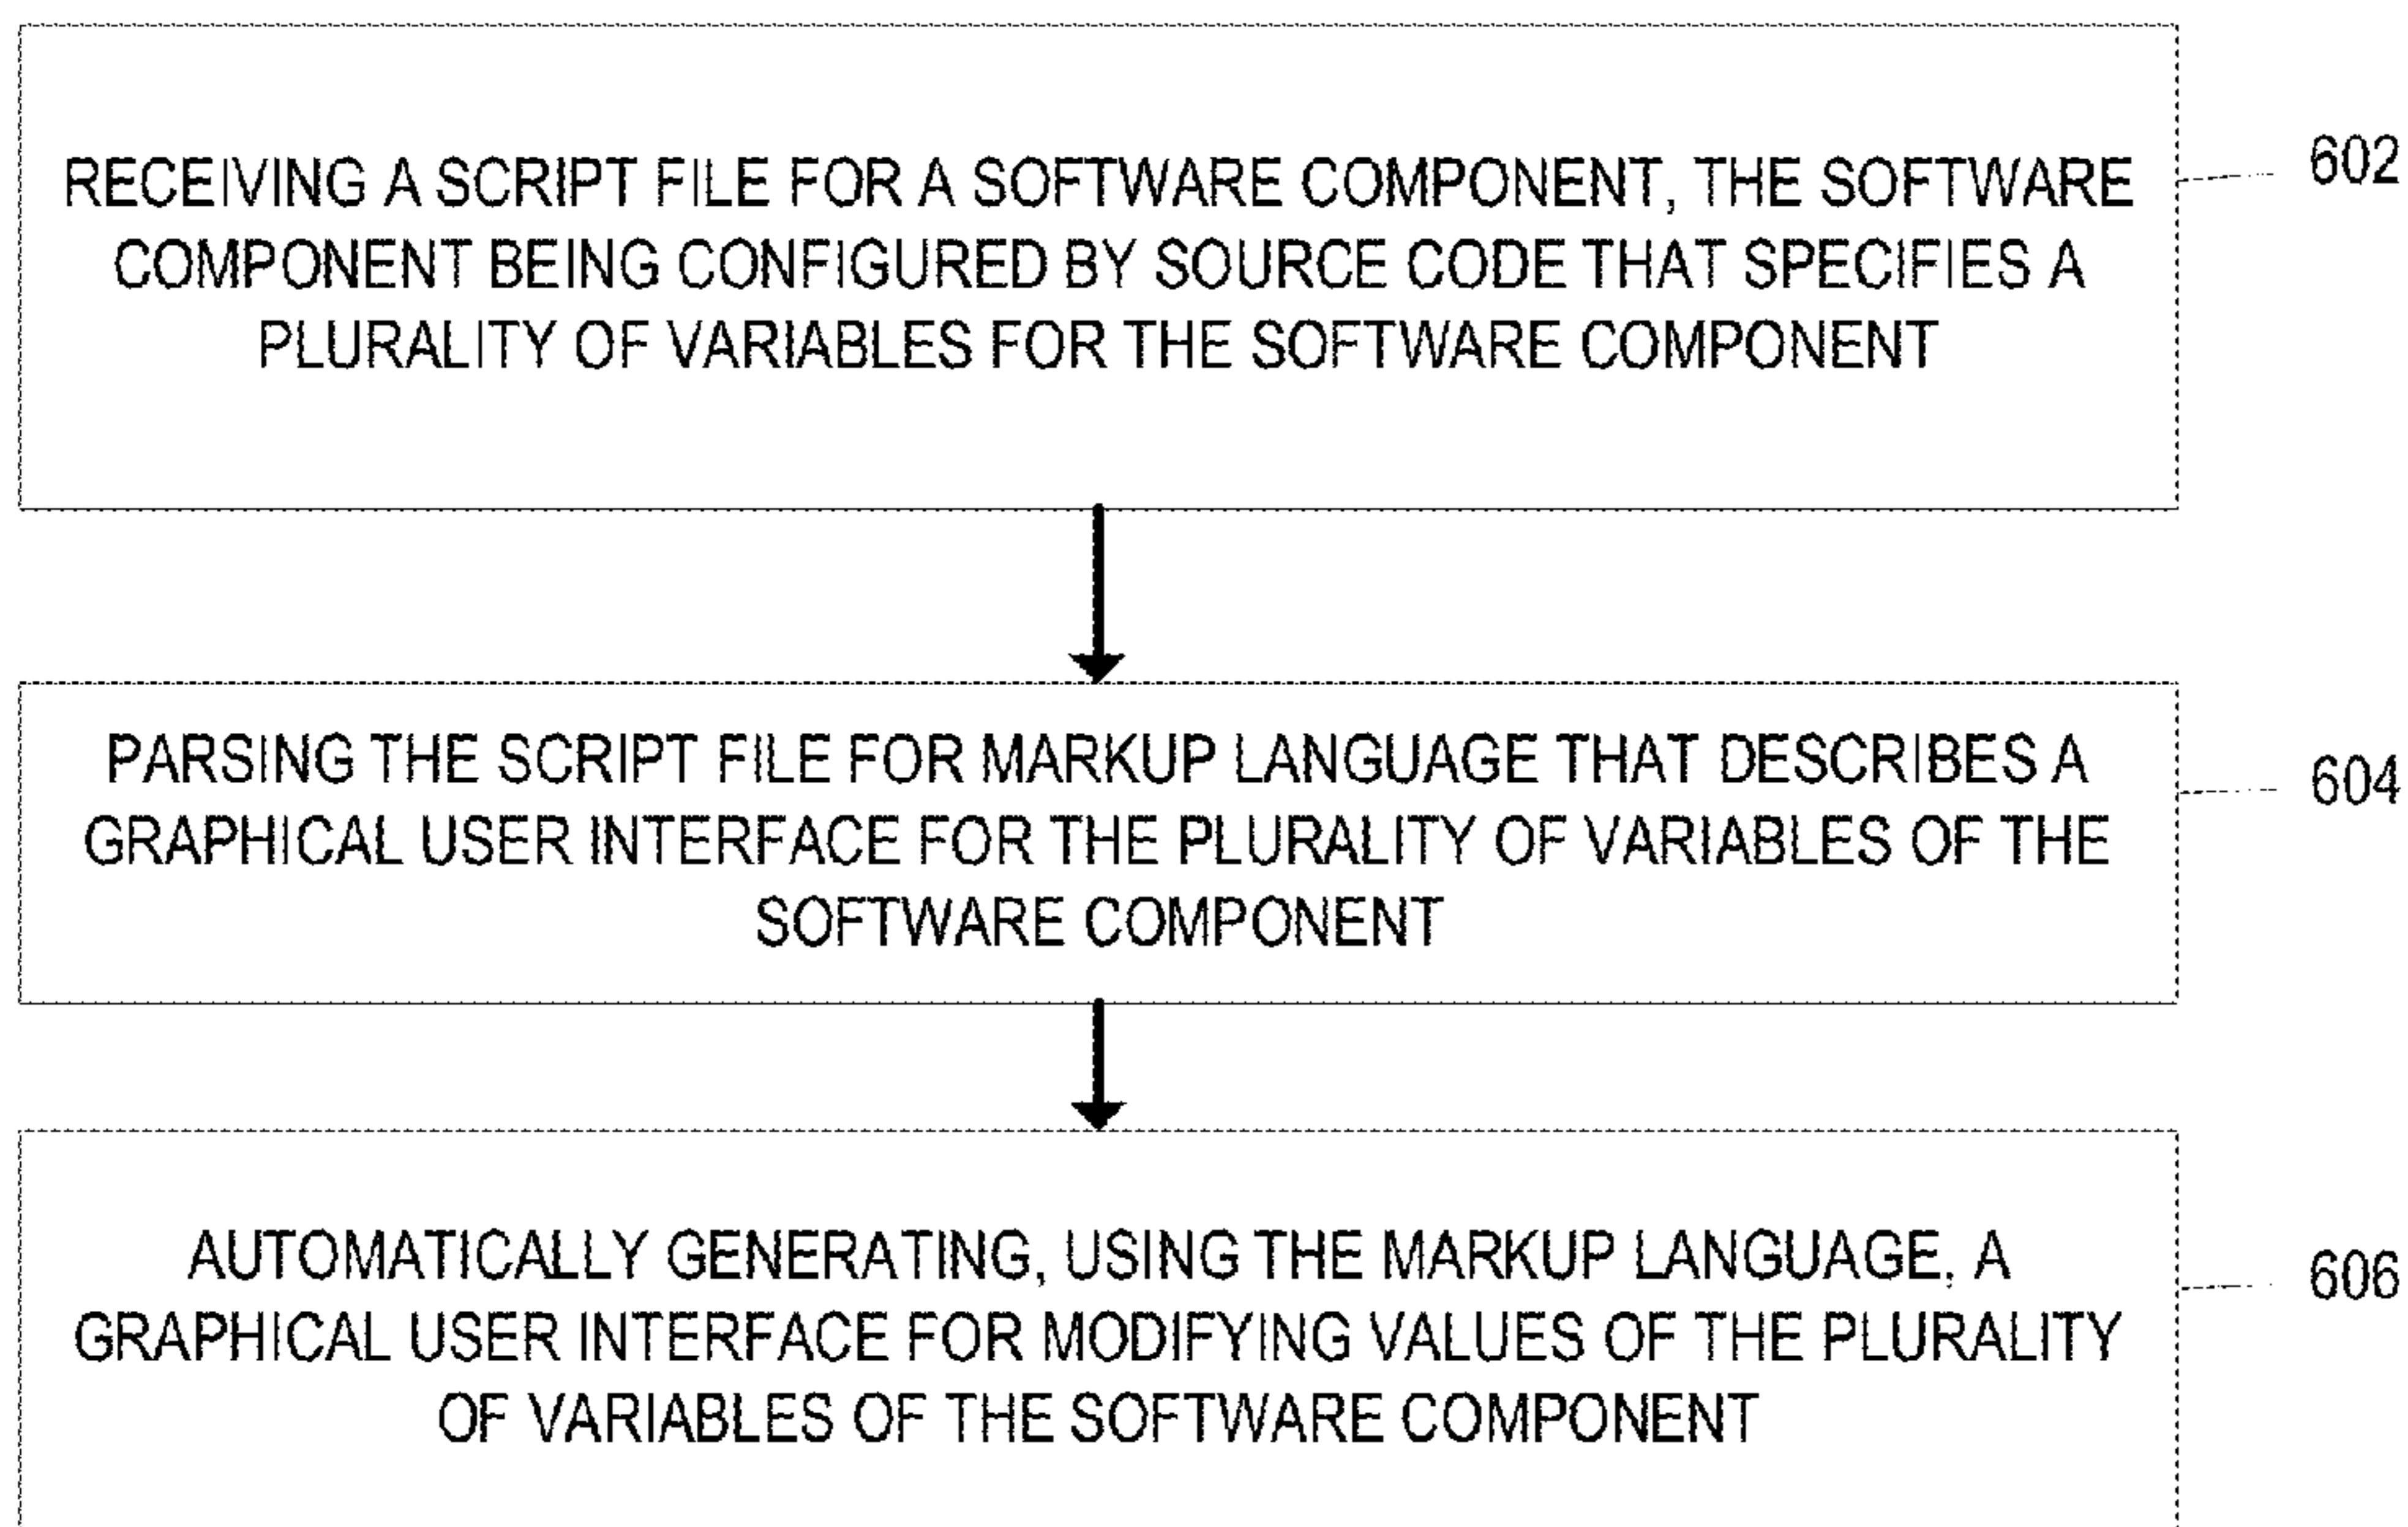 RECEIVING A SCRIPT FILE FOR A SOFTWARE COMPONENT, THE SOFTWARE
COMPONENT BEING CONFIGURED BY SOURCE CODE THAT SPECIFIES A
PLURALITY OF VARIABLES FOR THE SOFTWARE COMPONENT
602
PARSING THE SCRIPT FILE FOR MARKUP LANGUAGE THAT DESCRIBES A
GRAPHICAL USER INTERFACE FOR THE PLURALITY OF VARIABLES OF THE
SOFTWARE COMPONENT
604
AUTOMATICALLY GENERATING, USING THE MARKUP LANGUAGE, A
GRAPHICAL USER INTERFACE FOR MODIFYING VALUES OF THE PLURALITY
OF VARIABLES OF THE SOFTWARE COMPONENT
606